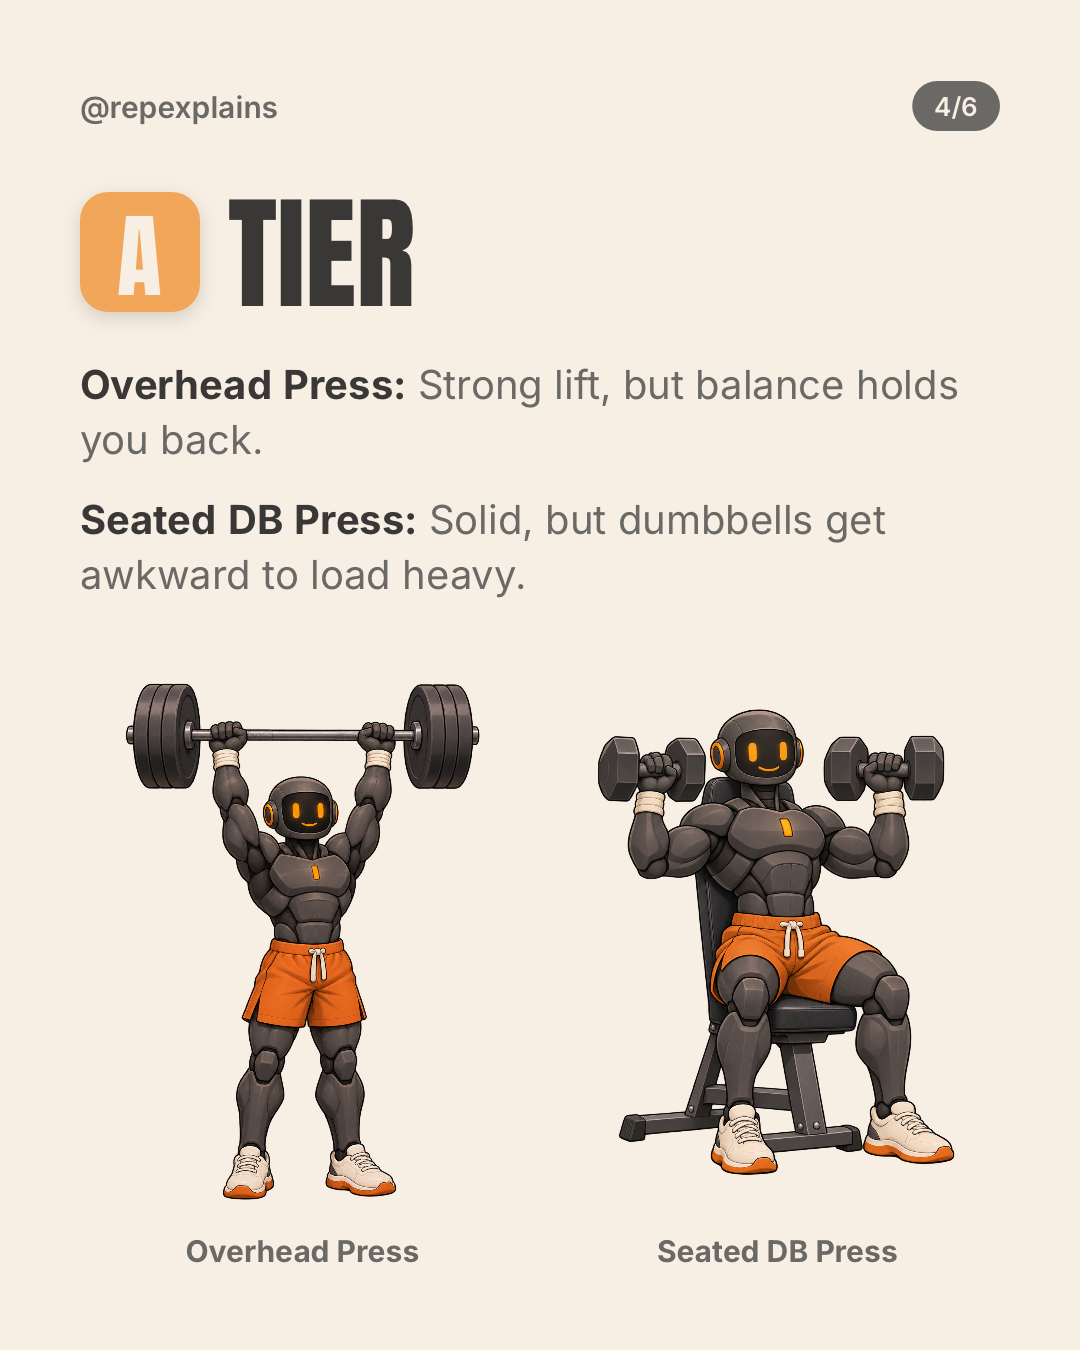 @repexplains
4/6
A TIER
Overhead Press: Strong lift, but balance holds
you back.
Seated DB Press: Solid, but dumbbells get
awkward to load heavy.
Overhead Press
Seated DB Press